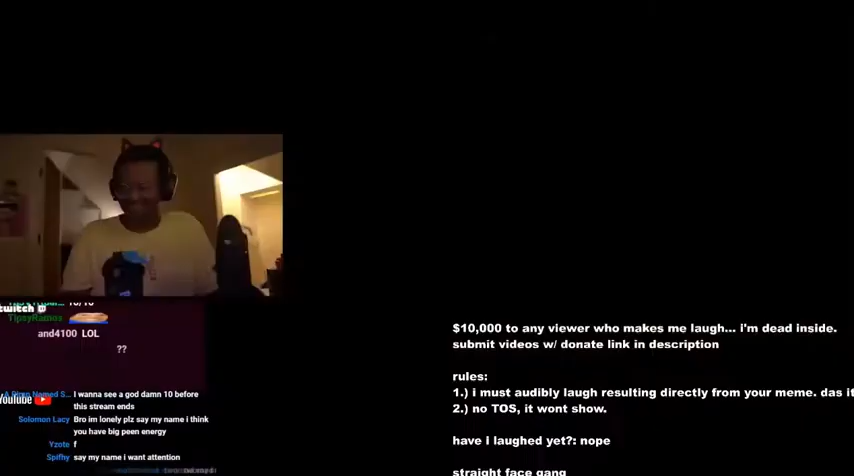 $10,000 to any viewer who makes me laugh... i'm dead inside.
submit videos w/ donate link in description
rules:
1.) i must audibly laugh resulting directly from your meme. das it
2.) no TOS, it wont show.
have i laughed yet?: nope
straight face gang
twitch
TipsyRamos
and4100 LOL
??
YouTube
I wanna see a god damn 10 before
this stream ends
Solomon Lacy Bro im lonely plz say my name i think
you have big peen energy
Yzote f
Spifhy say my name i want attention